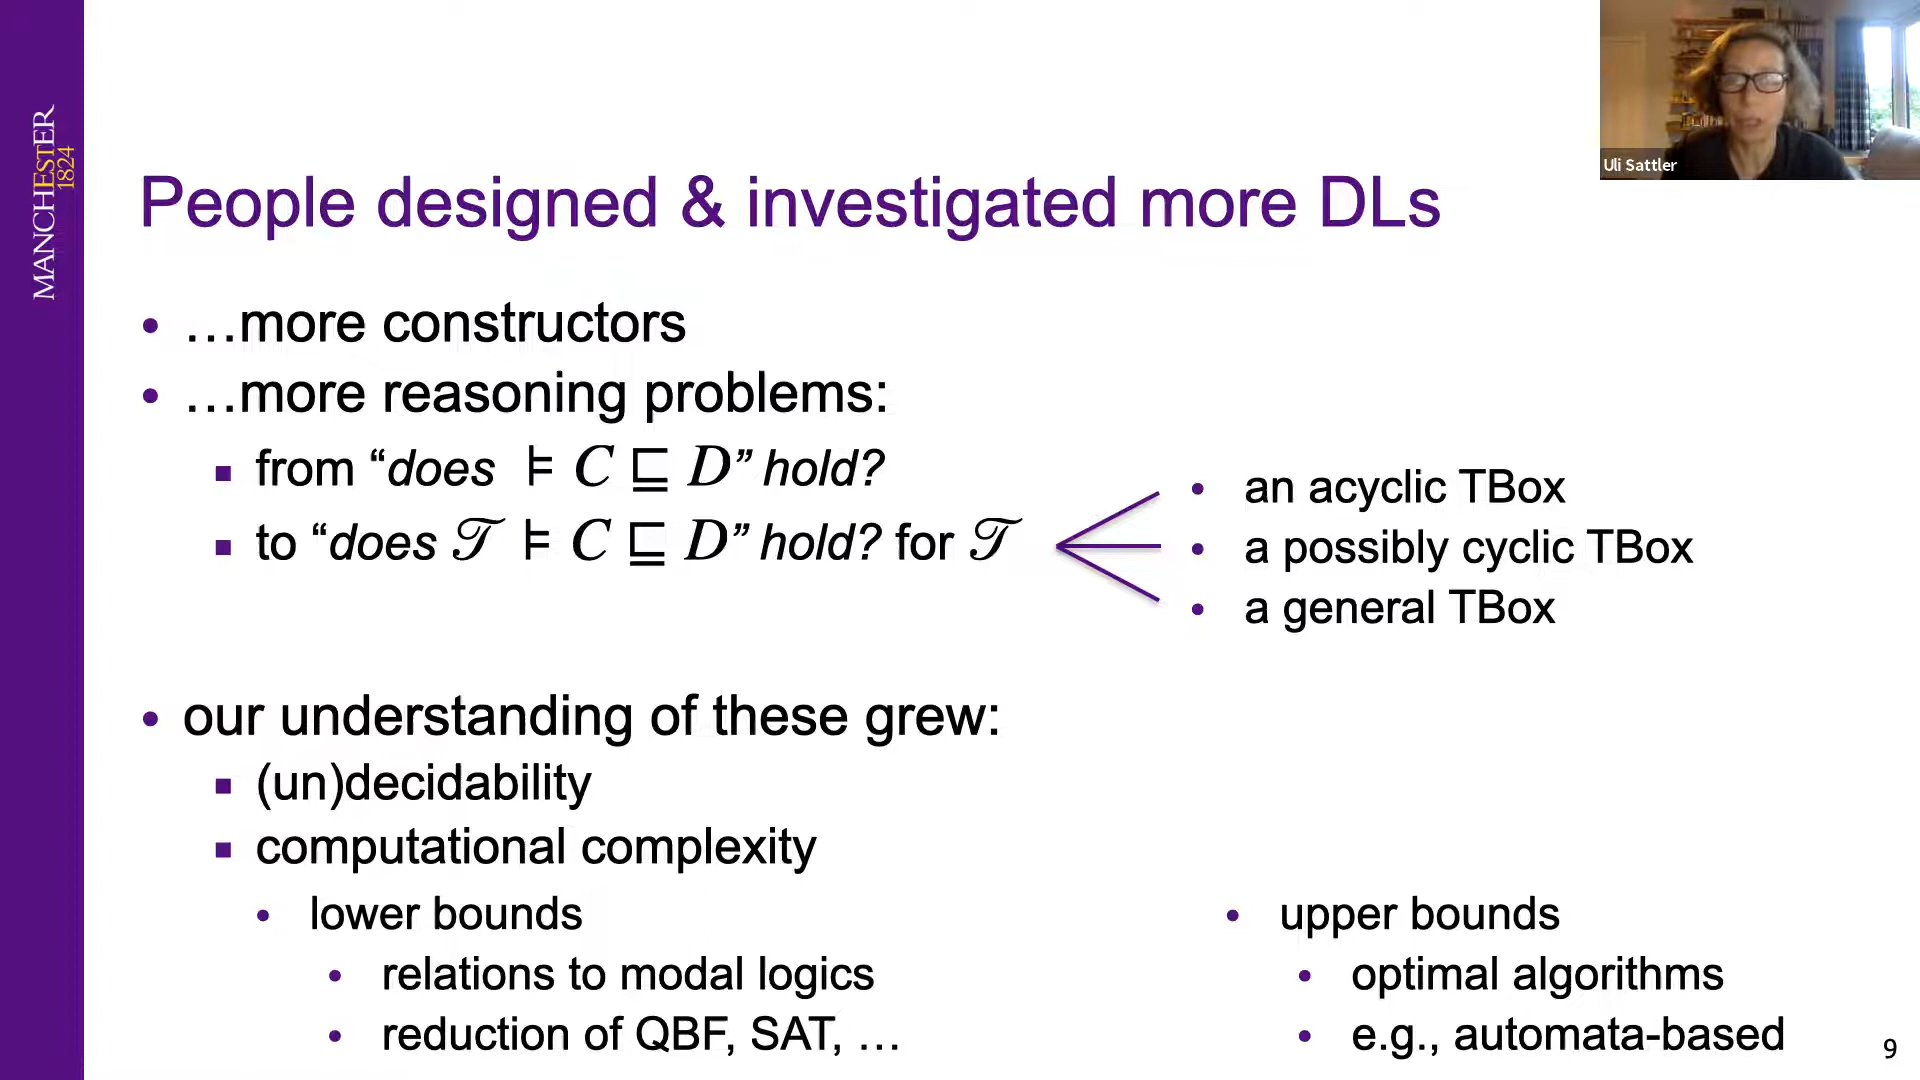 MANCHESTER
1824
Uli Sattler
People designed & investigated more DLs
• …more constructors
• …more reasoning problems:
▪ from “does ⊨ C ⊑ D” hold?
▪ to “does 𝒯 ⊨ C ⊑ D” hold? for 𝒯
• an acyclic TBox
• a possibly cyclic TBox
• a general TBox
• our understanding of these grew:
▪ (un)decidability
▪ computational complexity
• lower bounds
• relations to modal logics
• reduction of QBF, SAT, …
• upper bounds
• optimal algorithms
• e.g., automata-based
9